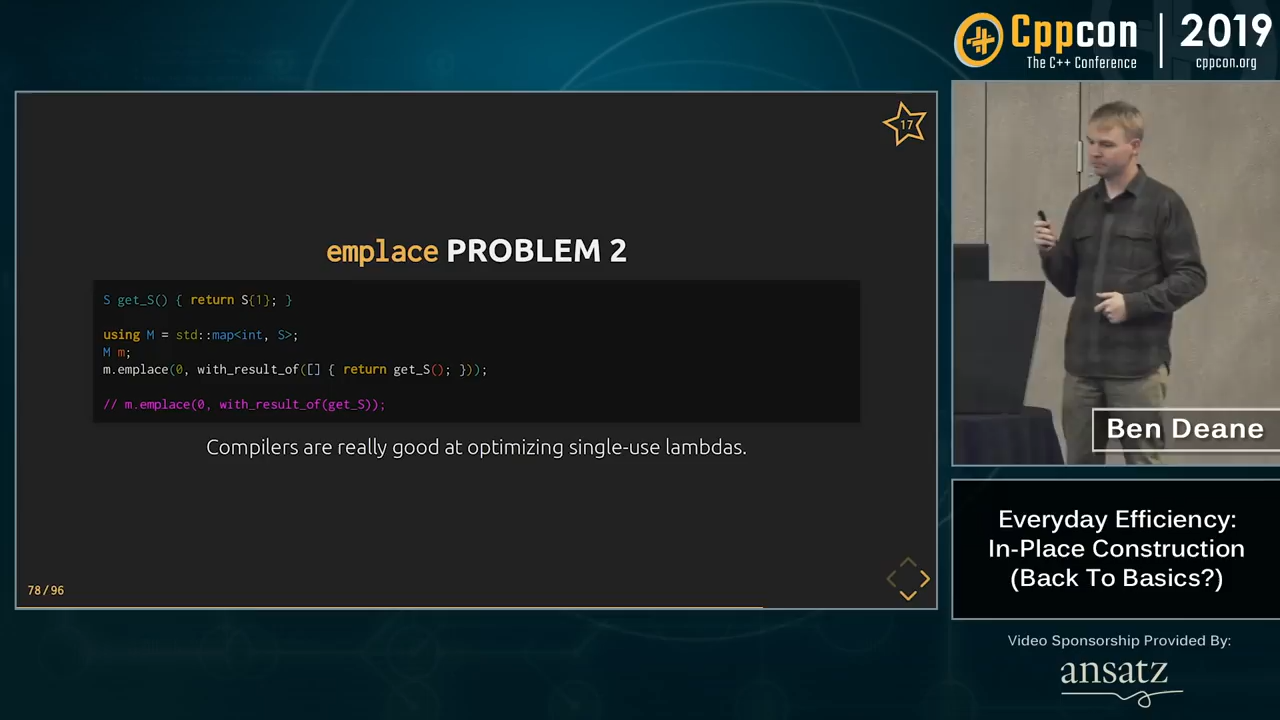 Cppcon | 2019
The C++ Conference
cppcon.org
17
emplace PROBLEM 2
S get_S() { return S{1}; }
using M = std::map<int, S>;
M m;
m.emplace(0, with_result_of([] { return get_S(); }));
// m.emplace(0, with_result_of(get_S));
Compilers are really good at optimizing single-use lambdas.
78/96
Ben Deane
Everyday Efficiency:
In-Place Construction
(Back To Basics?)
Video Sponsorship Provided By:
ansatz